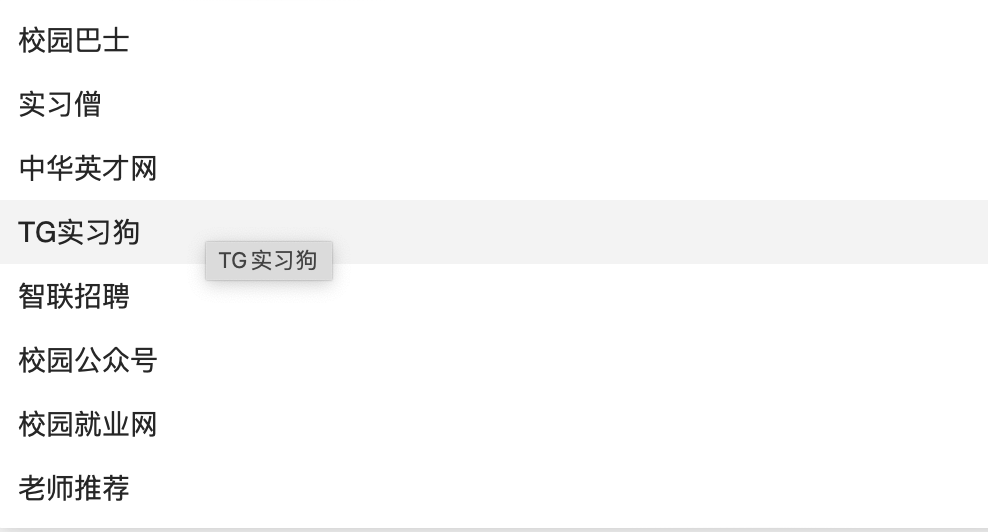 校园巴士
实习僧
中华英才网
TG实习狗
TG 实习狗
智联招聘
校园公众号
校园就业网
老师推荐